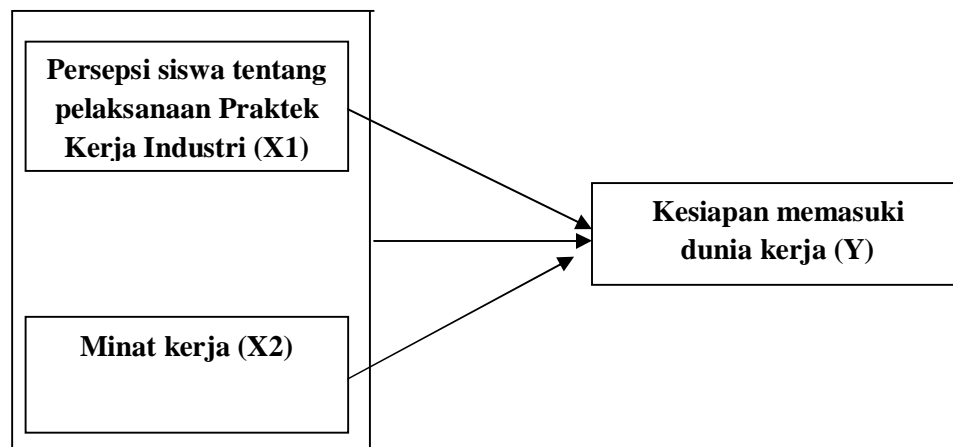 Persepsi siswa tentang
pelaksanaan Praktek
Kerja Industri (X1)
Kesiapan memasuki
dunia kerja (Y)
Minat kerja (X2)